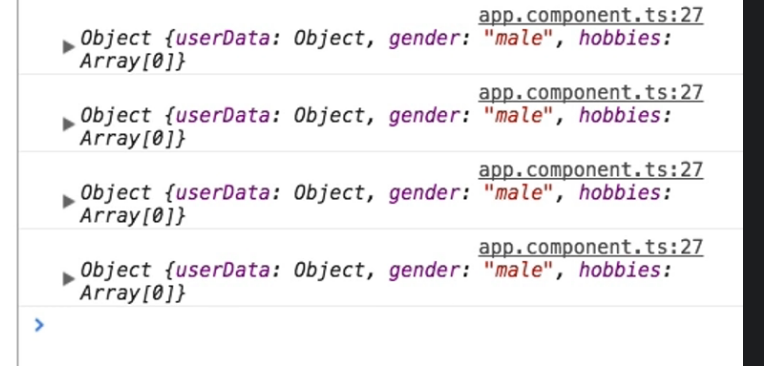 app.component.ts:27
Object {userData: Object, gender: "male", hobbies:
Array[0]}
app.component.ts:27
Object {userData: Object, gender: "male", hobbies:
Array[0]}
app.component.ts:27
Object {userData: Object, gender: "male", hobbies:
Array[0]}
app.component.ts:27
Object {userData: Object, gender: "male", hobbies:
Array[0]}